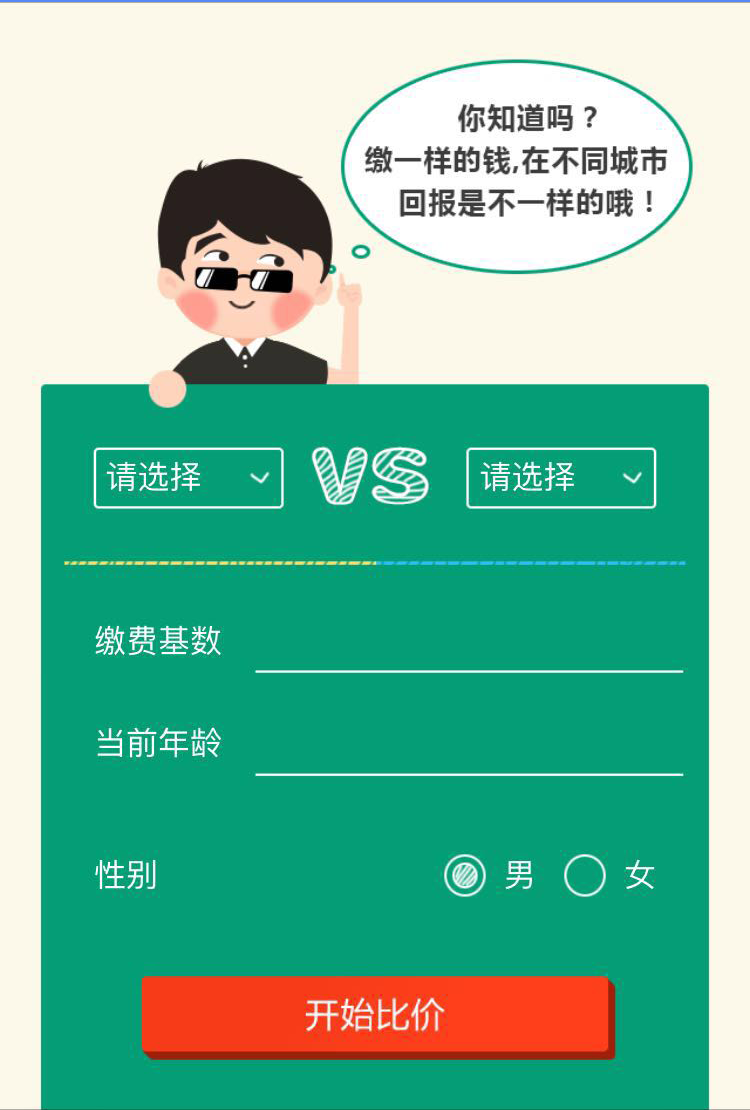 你知道吗？
缴一样的钱,在不同城市
回报是不一样的哦！
请选择 VS 请选择
缴费基数
当前年龄
性别 男 女
开始比价